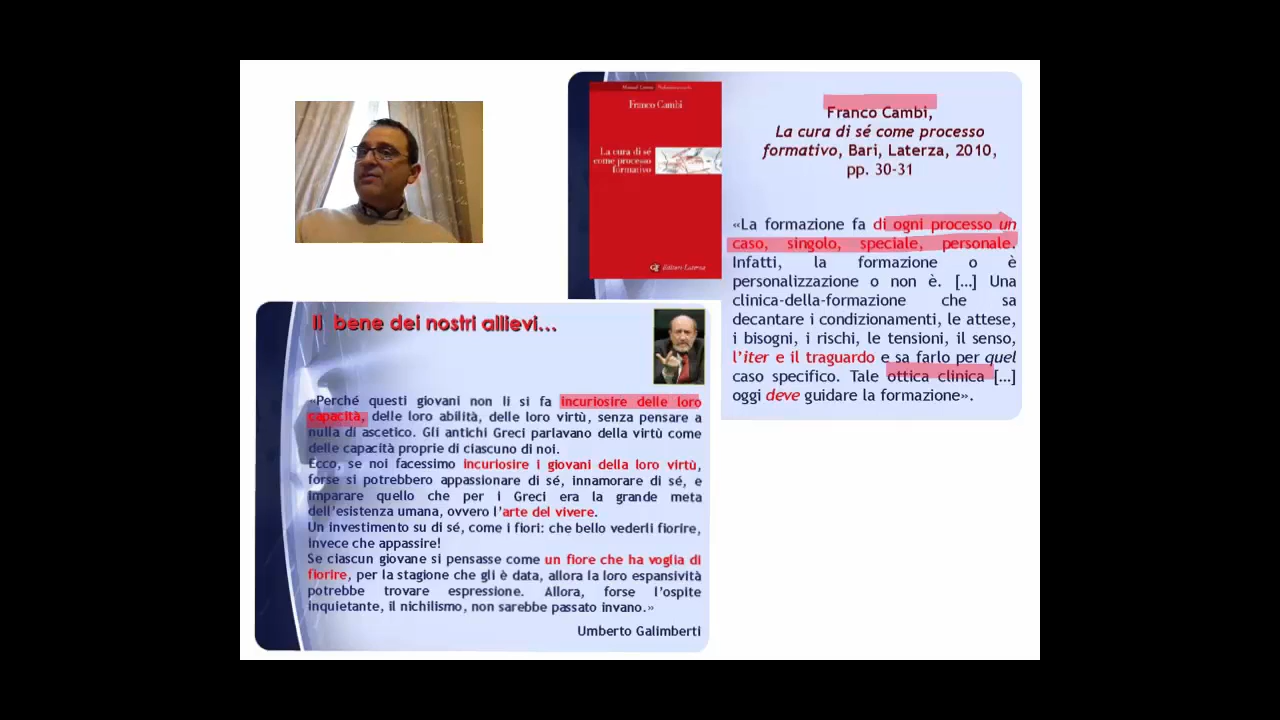 Franco Cambi
La cura di sé
come processo
formativo
Editori Laterza
Franco Cambi,
La cura di sé come processo
formativo, Bari, Laterza, 2010,
pp. 30-31
«La formazione fa di ogni processo un
caso, singolo, speciale, personale.
Infatti, la formazione o è
personalizzazione o non è. […] Una
clinica-della-formazione che sa
decantare i condizionamenti, le attese,
i bisogni, i rischi, le tensioni, il senso,
l'iter e il traguardo e sa farlo per quel
caso specifico. Tale ottica clinica […]
oggi deve guidare la formazione».
Il bene dei nostri allievi…
«Perché questi giovani non li si fa incuriosire delle loro
capacità, delle loro abilità, delle loro virtù, senza pensare a
nulla di ascetico. Gli antichi Greci parlavano della virtù come
delle capacità proprie di ciascuno di noi.
Ecco, se noi facessimo incuriosire i giovani della loro virtù,
forse si potrebbero appassionare di sé, innamorare di sé, e
imparare quello che per i Greci era la grande meta
dell'esistenza umana, ovvero l'arte del vivere.
Un investimento su di sé, come i fiori: che bello vederli fiorire,
invece che appassire!
Se ciascun giovane si pensasse come un fiore che ha voglia di
fiorire, per la stagione che gli è data, allora la loro espansività
potrebbe trovare espressione. Allora, forse l'ospite
inquietante, il nichilismo, non sarebbe passato invano.»
Umberto Galimberti